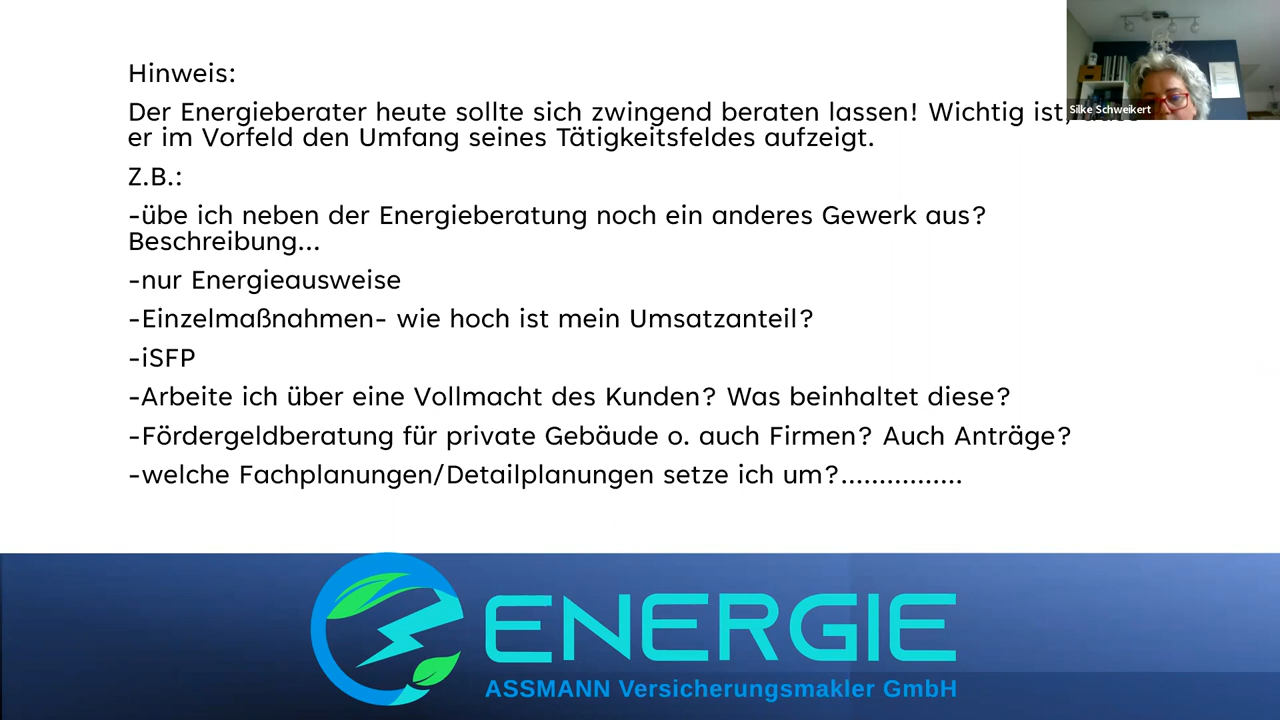 Hinweis:
Der Energieberater heute sollte sich zwingend beraten lassen! Wichtig ist,
er im Vorfeld den Umfang seines Tätigkeitsfeldes aufzeigt.
Z.B.:
-übe ich neben der Energieberatung noch ein anderes Gewerk aus?
Beschreibung...
-nur Energieausweise
-Einzelmaßnahmen- wie hoch ist mein Umsatzanteil?
-iSFP
-Arbeite ich über eine Vollmacht des Kunden? Was beinhaltet diese?
-Fördergeldberatung für private Gebäude o. auch Firmen? Auch Anträge?
-welche Fachplanungen/Detailplanungen setze ich um?................
Silke Schweikert
ENERGIE
ASSMANN Versicherungsmakler GmbH